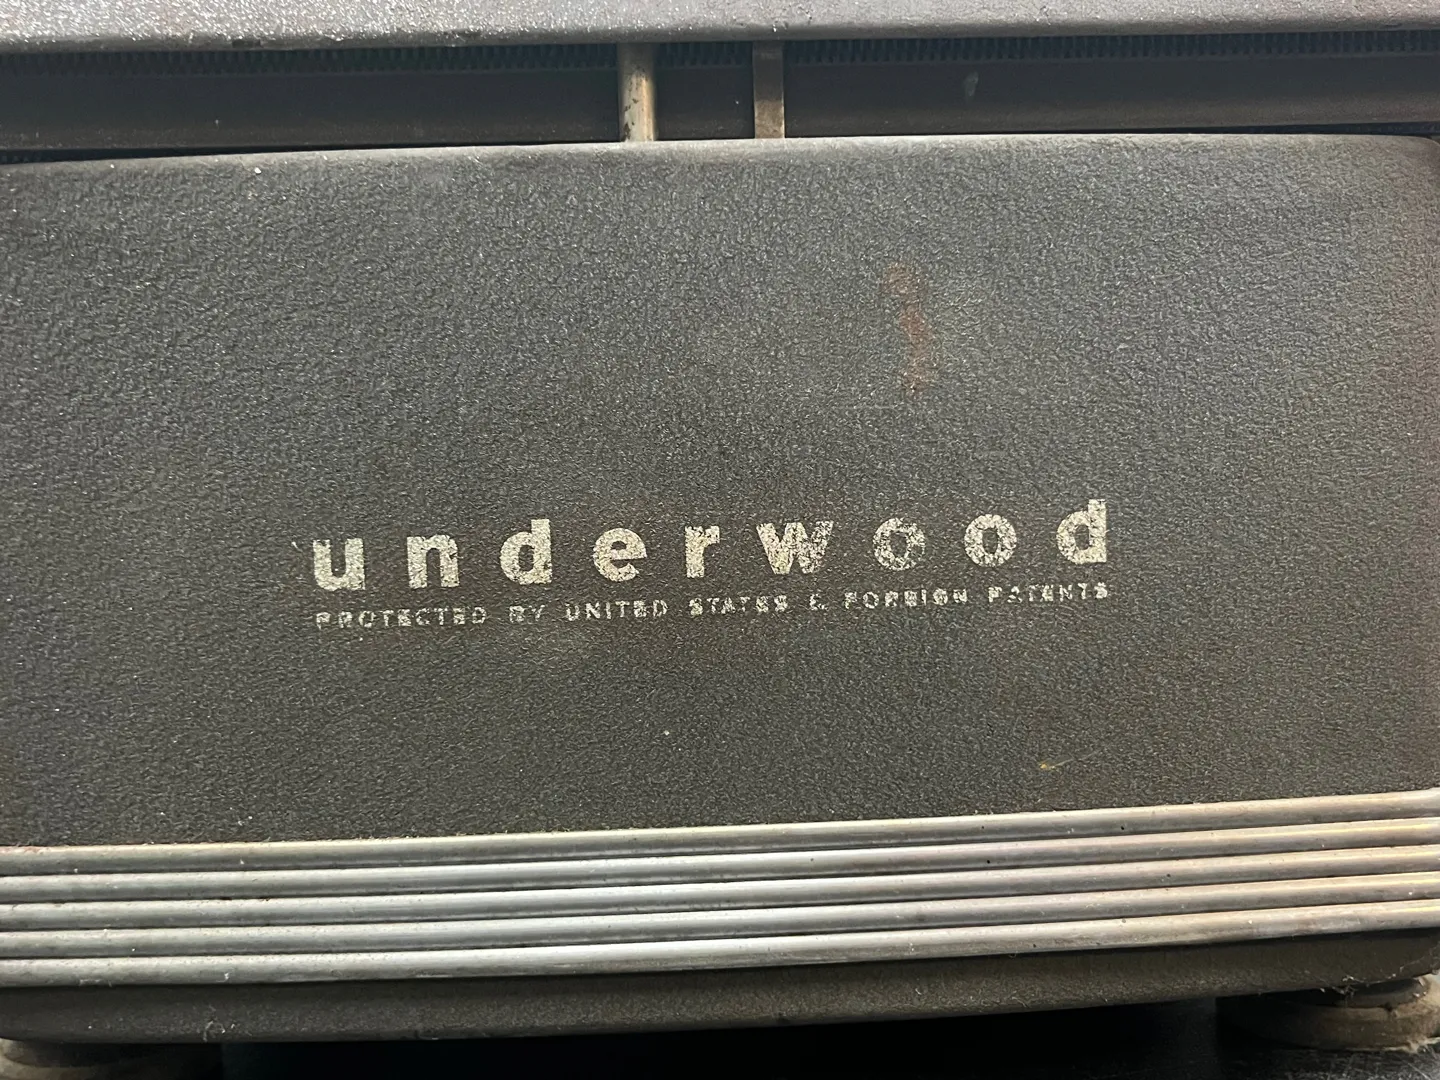 underwood
PROTECTED BY UNITED STATES & FOREIGN PATENTS